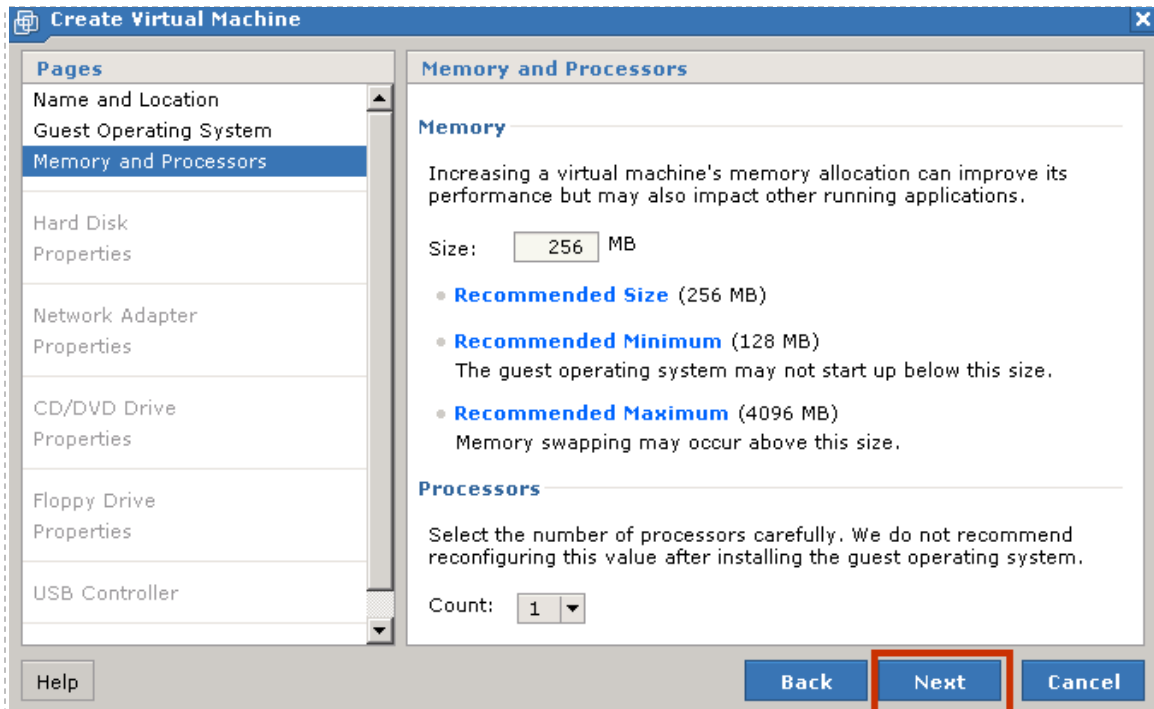 Create Virtual Machine
Pages
Name and Location
Guest Operating System
Memory and Processors
Hard Disk
Properties
Network Adapter
Properties
CD/DVD Drive
Properties
Floppy Drive
Properties
USB Controller
Memory and Processors
Memory
Increasing a virtual machine's memory allocation can improve its
performance but may also impact other running applications.
Size: 256 MB
Recommended Size (256 MB)
Recommended Minimum (128 MB)
The guest operating system may not start up below this size.
Recommended Maximum (4096 MB)
Memory swapping may occur above this size.
Processors
Select the number of processors carefully. We do not recommend
reconfiguring this value after installing the guest operating system.
Count: 1
Help
Back
Next
Cancel